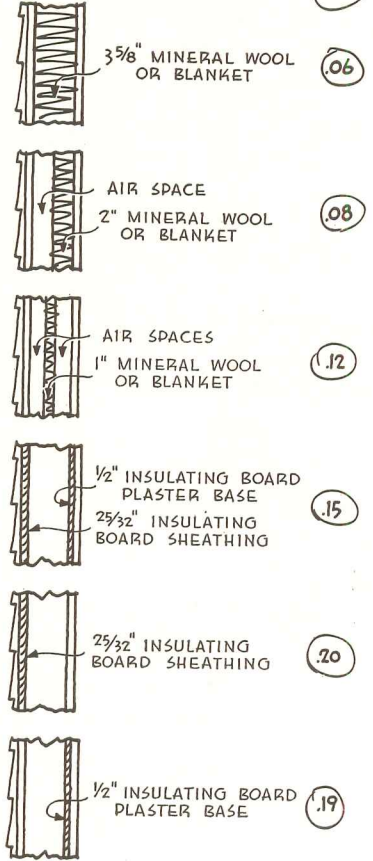 3 5/8" MINERAL WOOL
OR BLANKET
.06
AIR SPACE
2" MINERAL WOOL
OR BLANKET
.08
AIR SPACES
1" MINERAL WOOL
OR BLANKET
.12
1/2" INSULATING BOARD
PLASTER BASE
25/32" INSULATING
BOARD SHEATHING
.15
25/32" INSULATING
BOARD SHEATHING
.20
1/2" INSULATING BOARD
PLASTER BASE
.19